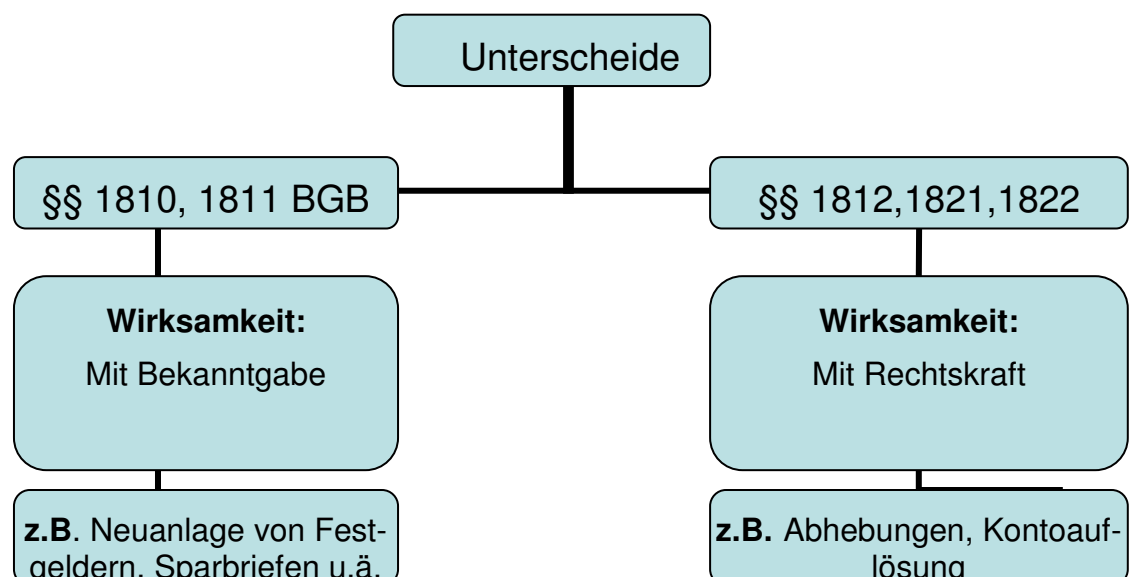 Unterscheide
§§ 1810, 1811 BGB
§§ 1812,1821,1822
Wirksamkeit:
Mit Bekanntgabe
Wirksamkeit:
Mit Rechtskraft
z.B. Neuanlage von Fest-
geldern, Sparbriefen u.ä.
z.B. Abhebungen, Kontoauf-
lösung